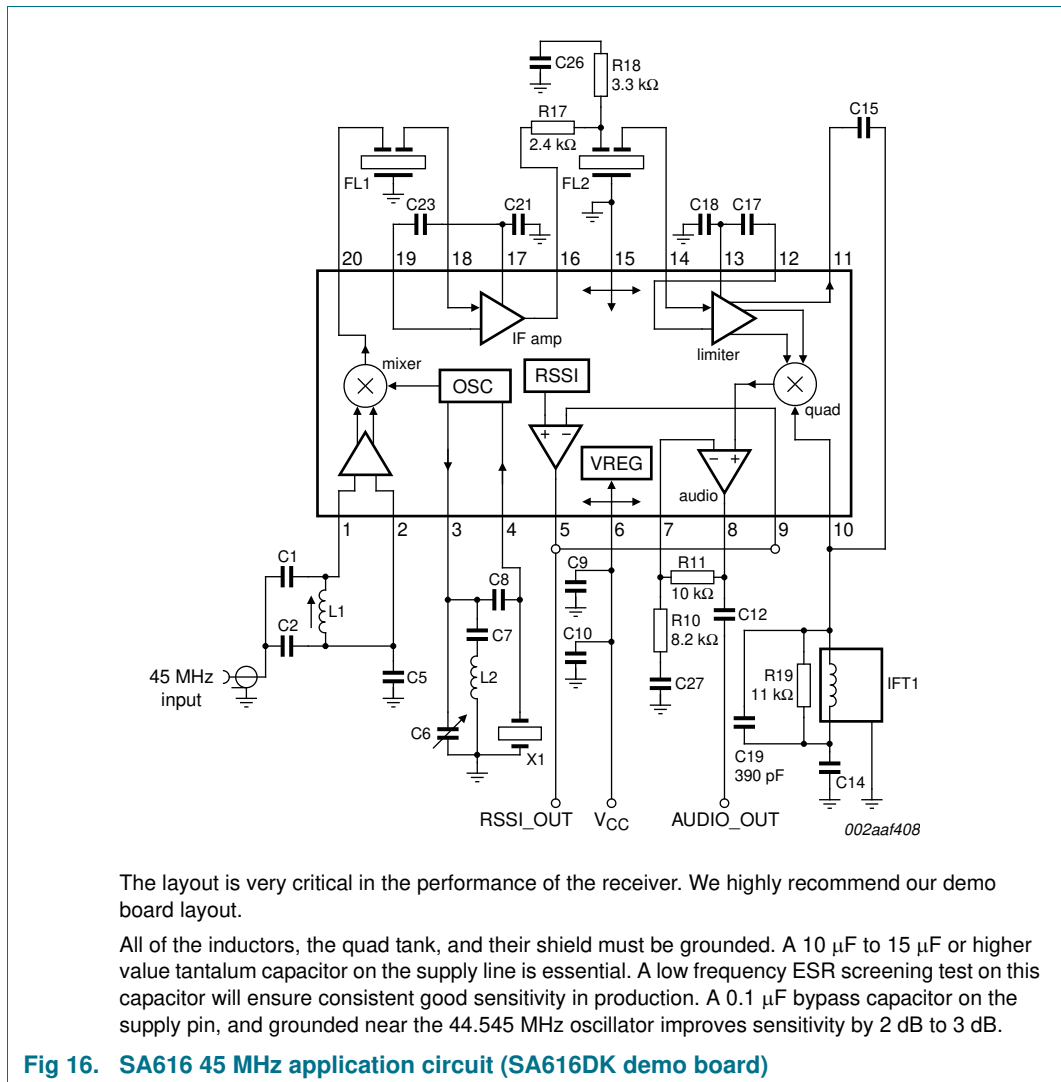 C26
R18
3.3 kΩ
R17
2.4 kΩ
C15
FL1
FL2
C23
C21
C18
C17
20 19 18 17 16 15 14 13 12 11
IF amp
limiter
mixer
OSC
RSSI
quad
+ −
VREG
− +
audio
1 2 3 4 5 6 7 8 9 10
C1
L1
C2
C5
45 MHz
input
C8
C7
L2
C6
X1
C9
C10
R11
10 kΩ
R10
8.2 kΩ
C12
C27
R19
11 kΩ
IFT1
C19
390 pF
C14
RSSI_OUT VCC AUDIO_OUT
002aaf408
The layout is very critical in the performance of the receiver. We highly recommend our demo
board layout.
All of the inductors, the quad tank, and their shield must be grounded. A 10 μF to 15 μF or higher
value tantalum capacitor on the supply line is essential. A low frequency ESR screening test on this
capacitor will ensure consistent good sensitivity in production. A 0.1 μF bypass capacitor on the
supply pin, and grounded near the 44.545 MHz oscillator improves sensitivity by 2 dB to 3 dB.
Fig 16. SA616 45 MHz application circuit (SA616DK demo board)